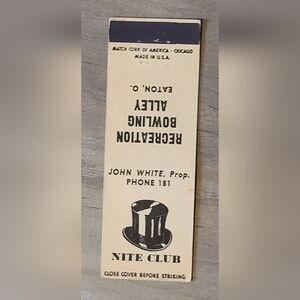 MATCH CORP. OF AMERICA - CHICAGO
MADE IN U.S.A.
RECREATION
BOWLING
ALLEY
EATON, O.
JOHN WHITE, Prop.
PHONE 181
NITE CLUB
CLOSE COVER BEFORE STRIKING